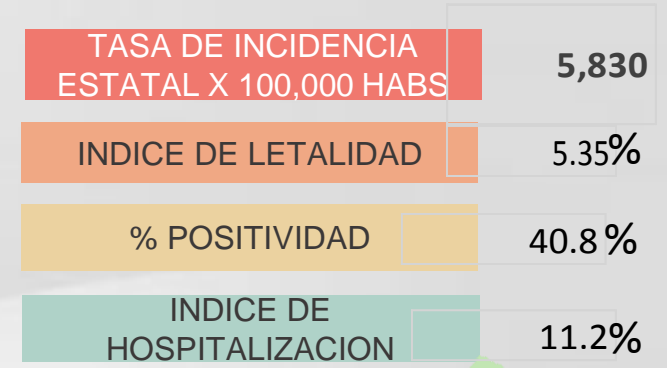 TASA DE INCIDENCIA
ESTATAL X 100,000 HABS
5,830
INDICE DE LETALIDAD
5.35%
% POSITIVIDAD
40.8 %
INDICE DE
HOSPITALIZACION
11.2%